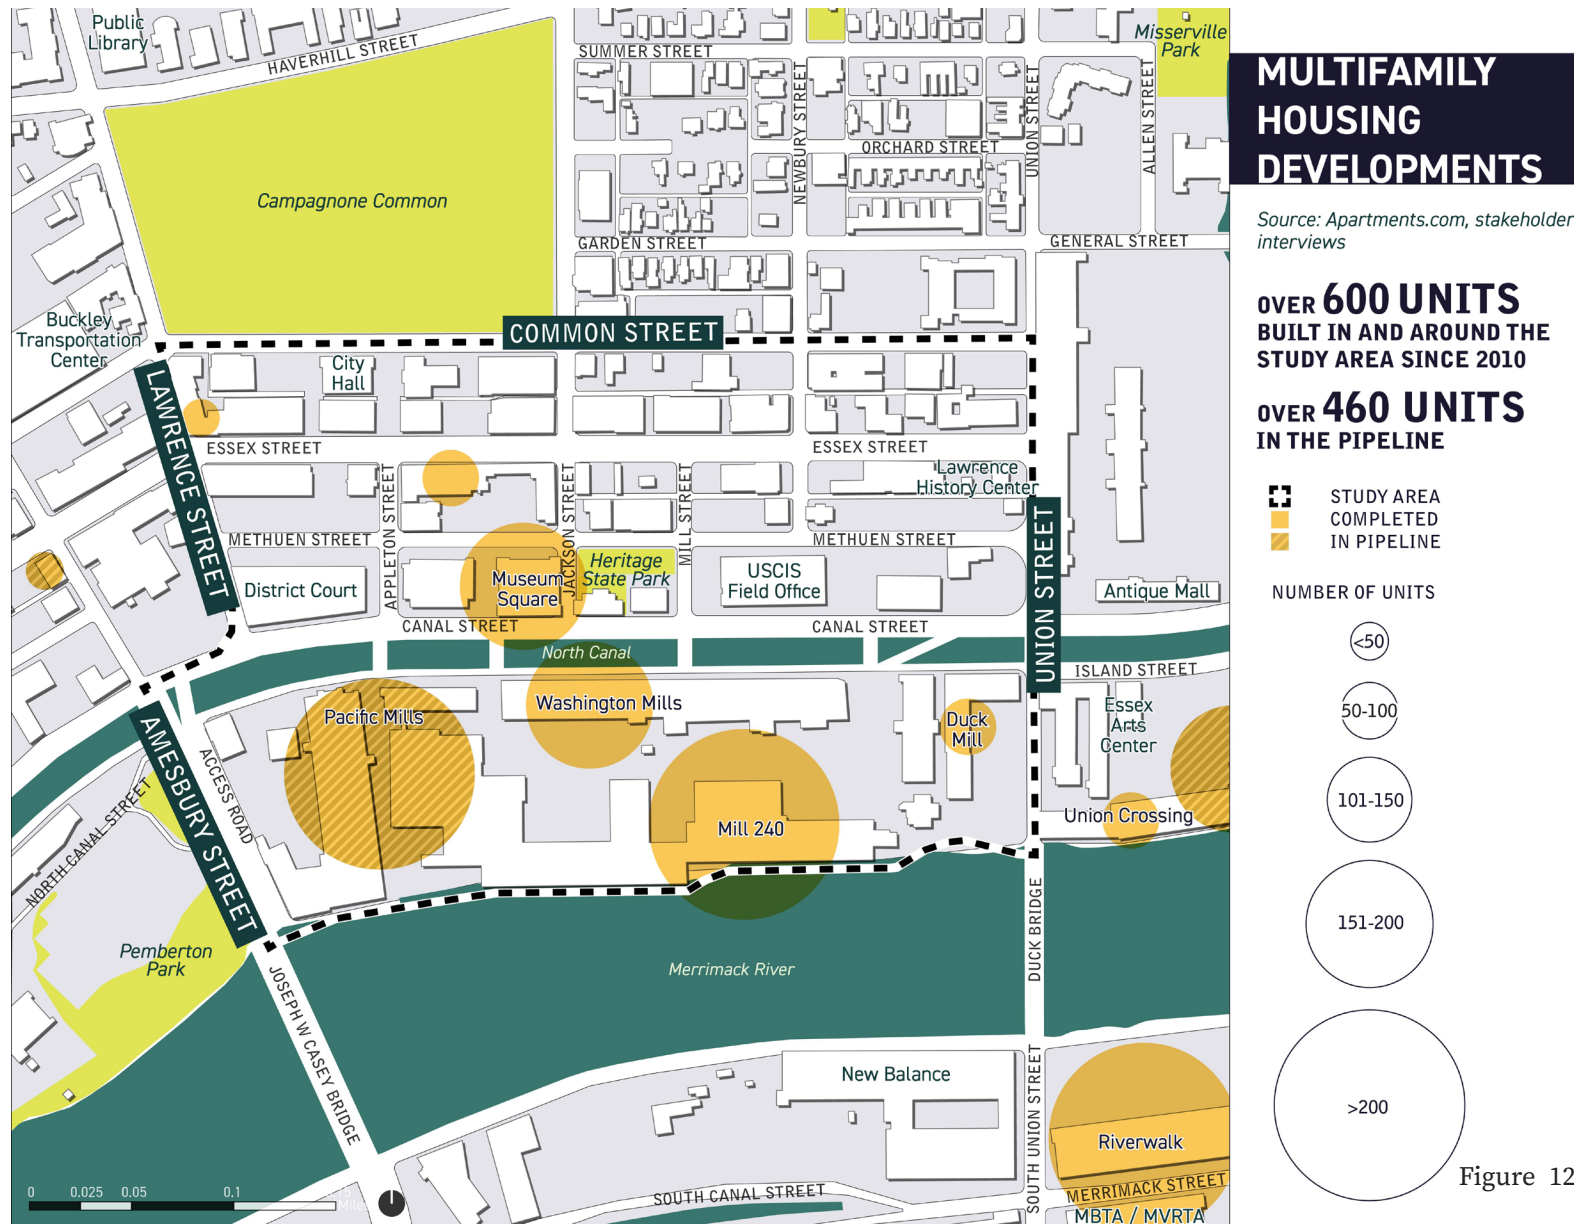 Public
Library
HAVERHILL STREET
SUMMER STREET
Misserville
Park
NEWBURY STREET
UNION STREET
ALLEN STREET
ORCHARD STREET
Campagnone Common
GARDEN STREET
GENERAL STREET
Buckley
Transportation
Center
COMMON STREET
City
Hall
LAWRENCE STREET
ESSEX STREET
ESSEX STREET
Lawrence
History Center
APPLETON STREET
JACKSON STREET
MILL STREET
METHUEN STREET
METHUEN STREET
District Court
Museum
Square
Heritage
State Park
USCIS
Field Office
UNION STREET
Antique Mall
CANAL STREET
CANAL STREET
North Canal
ISLAND STREET
Pacific Mills
Washington Mills
Duck
Mill
Essex
Arts
Center
AMESBURY STREET
ACCESS ROAD
NORTH CANAL STREET
Mill 240
Union Crossing
Pemberton
Park
Merrimack River
DUCK BRIDGE
JOSEPH W CASEY BRIDGE
New Balance
SOUTH UNION STREET
Riverwalk
MERRIMACK STREET
SOUTH CANAL STREET
MBTA / MVRTA
0 0.025 0.05 0.1 0.15
Miles
MULTIFAMILY
HOUSING
DEVELOPMENTS
Source: Apartments.com, stakeholder
interviews
OVER 600 UNITS
BUILT IN AND AROUND THE
STUDY AREA SINCE 2010
OVER 460 UNITS
IN THE PIPELINE
STUDY AREA
COMPLETED
IN PIPELINE
NUMBER OF UNITS
<50
50-100
101-150
151-200
>200
Figure 12